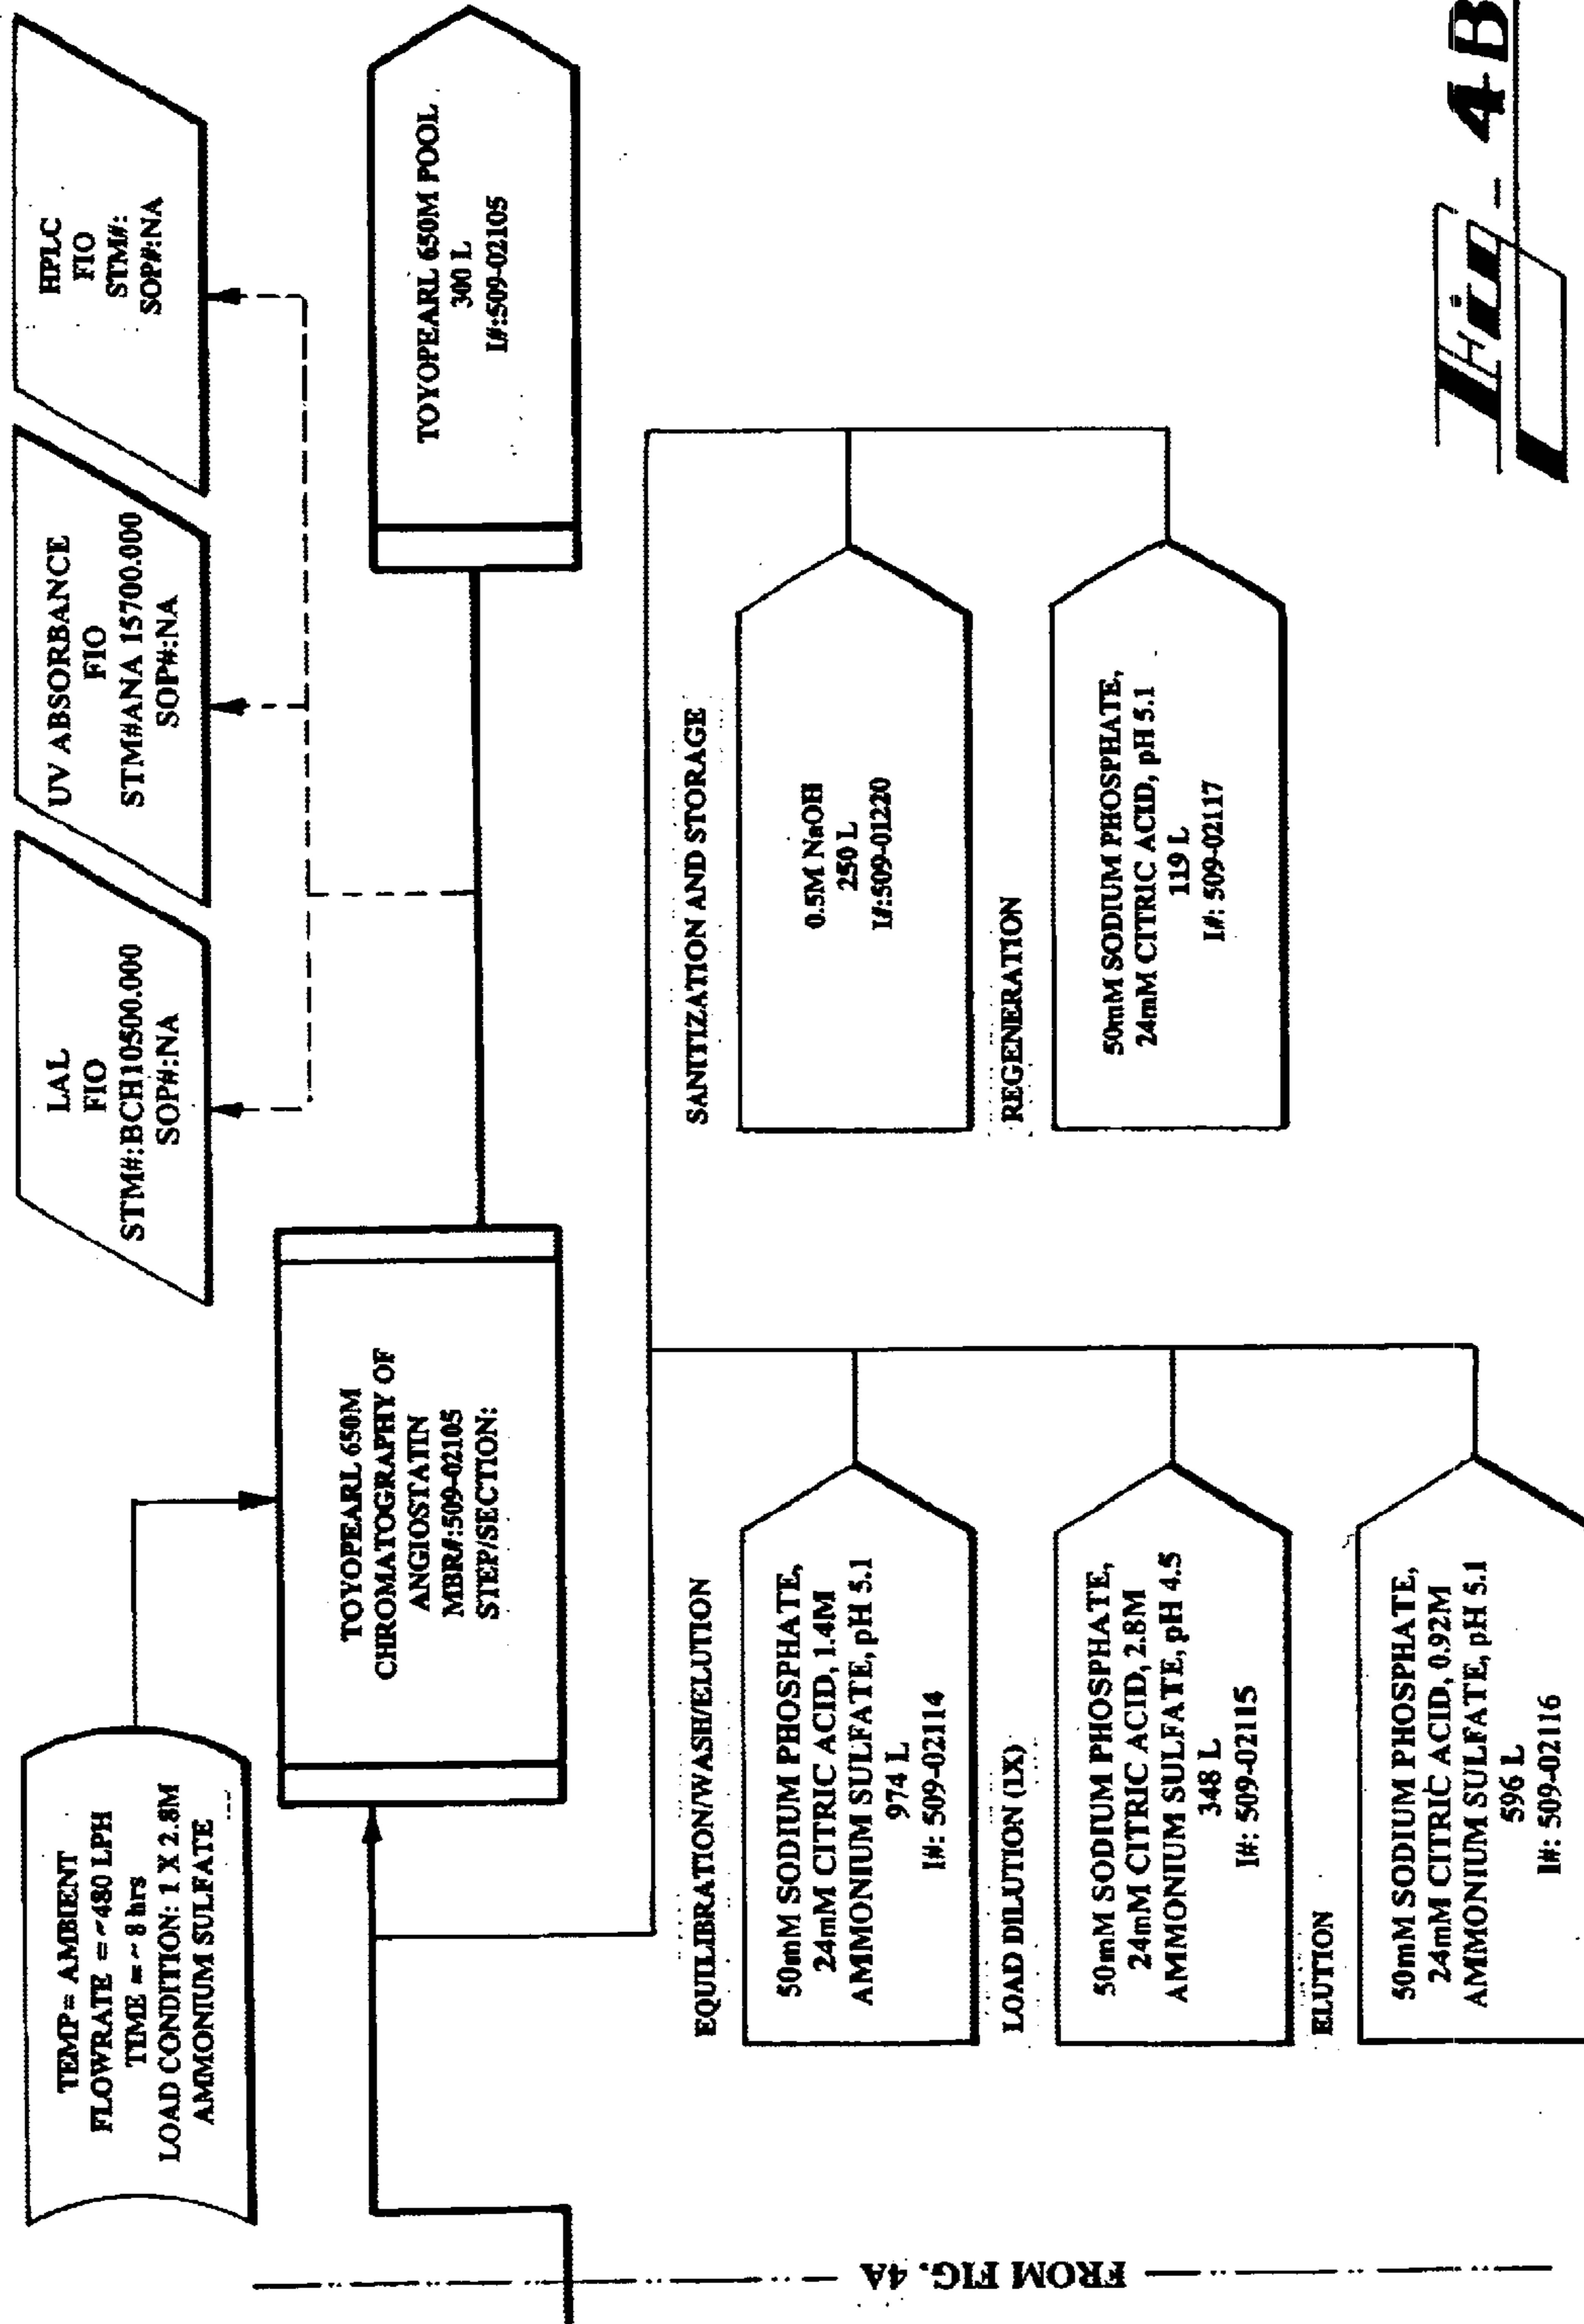 TEMP= AMBIENT
FLOWRATE =~480 LPH
TIME =~ 8 hrs
LOAD CONDITION: 1 X 2.8M
AMMONIUM SULFATE
LAL
FIO
STM#:BCH10500.000
SOP#:NA
UV ABSORBANCE
FIO
STM#ANA 15700.000
SOP#:NA
HPLC
FIO
STM#:
SOP#:NA
TOYOPEARL 650M
CHROMATOGRAPHY OF
ANGIOSTATIN
MBR#:509-02105
STEP/SECTION:
TOYOPEARL 650M POOL
300 L
I#:509-02105
EQUILIBRATION/WASH/ELUTION
50mM SODIUM PHOSPHATE,
24mM CITRIC ACID, 1.4M
AMMONIUM SULFATE, pH 5.1
974 L
I#: 509-02114
LOAD DILUTION (1X)
50mM SODIUM PHOSPHATE,
24mM CITRIC ACID, 2.8M
AMMONIUM SULFATE, pH 4.5
348 L
I#: 509-02115
ELUTION
50mM SODIUM PHOSPHATE,
24mM CITRIC ACID, 0.92M
AMMONIUM SULFATE, pH 5.1
596 L
I#: 509-02116
SANITIZATION AND STORAGE
0.5M NaOH
250 L
I#:509-01220
REGENERATION
50mM SODIUM PHOSPHATE,
24mM CITRIC ACID, pH 5.1
119 L
I#: 509-02117
FROM FIG. 4A
Fig- 4B